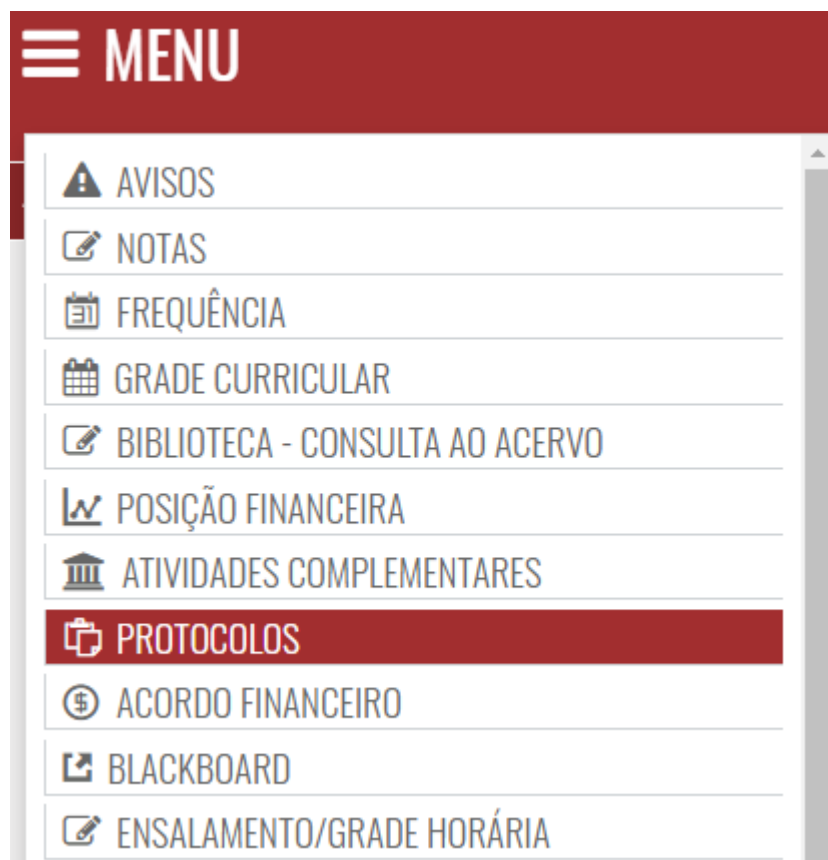 MENU
AVISOS
NOTAS
FREQUÊNCIA
GRADE CURRICULAR
BIBLIOTECA - CONSULTA AO ACERVO
POSIÇÃO FINANCEIRA
ATIVIDADES COMPLEMENTARES
PROTOCOLOS
ACORDO FINANCEIRO
BLACKBOARD
ENSALAMENTO/GRADE HORÁRIA